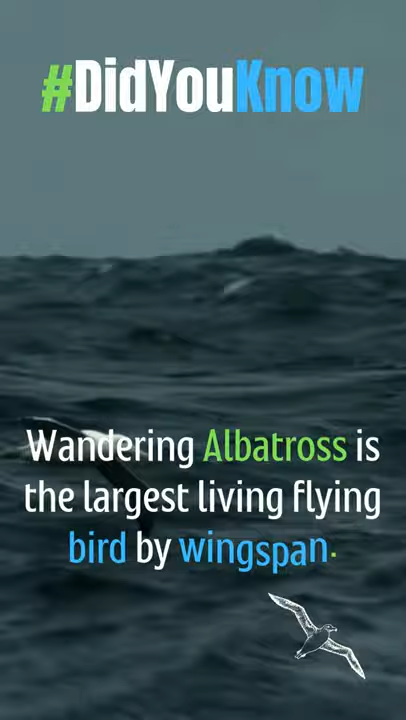 #DidYouKnow
Wandering Albatross is
the largest living flying
bird by wingspan.